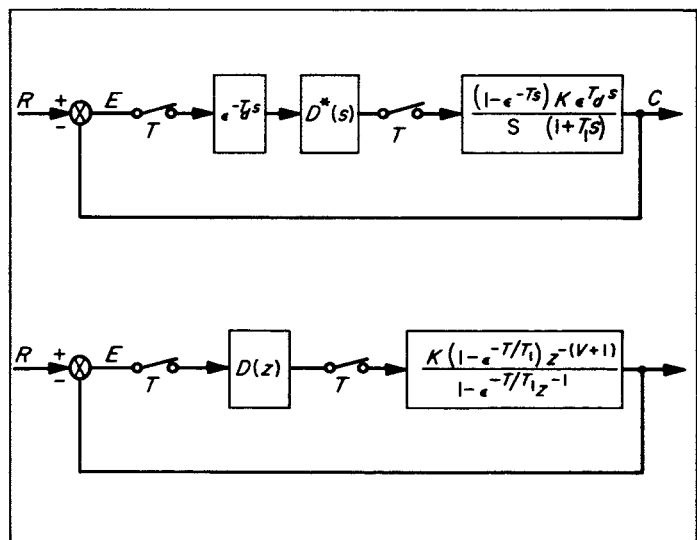 R + − E T ε^{-T_d s} D*(s) T (1-ε^{-Ts}) K ε^{T_d s} / S (1+T_1 s) C
R + − E T D(z) T K (1-ε^{-T/T_1}) z^{-(V+1)} / 1-ε^{-T/T_1} z^{-1}